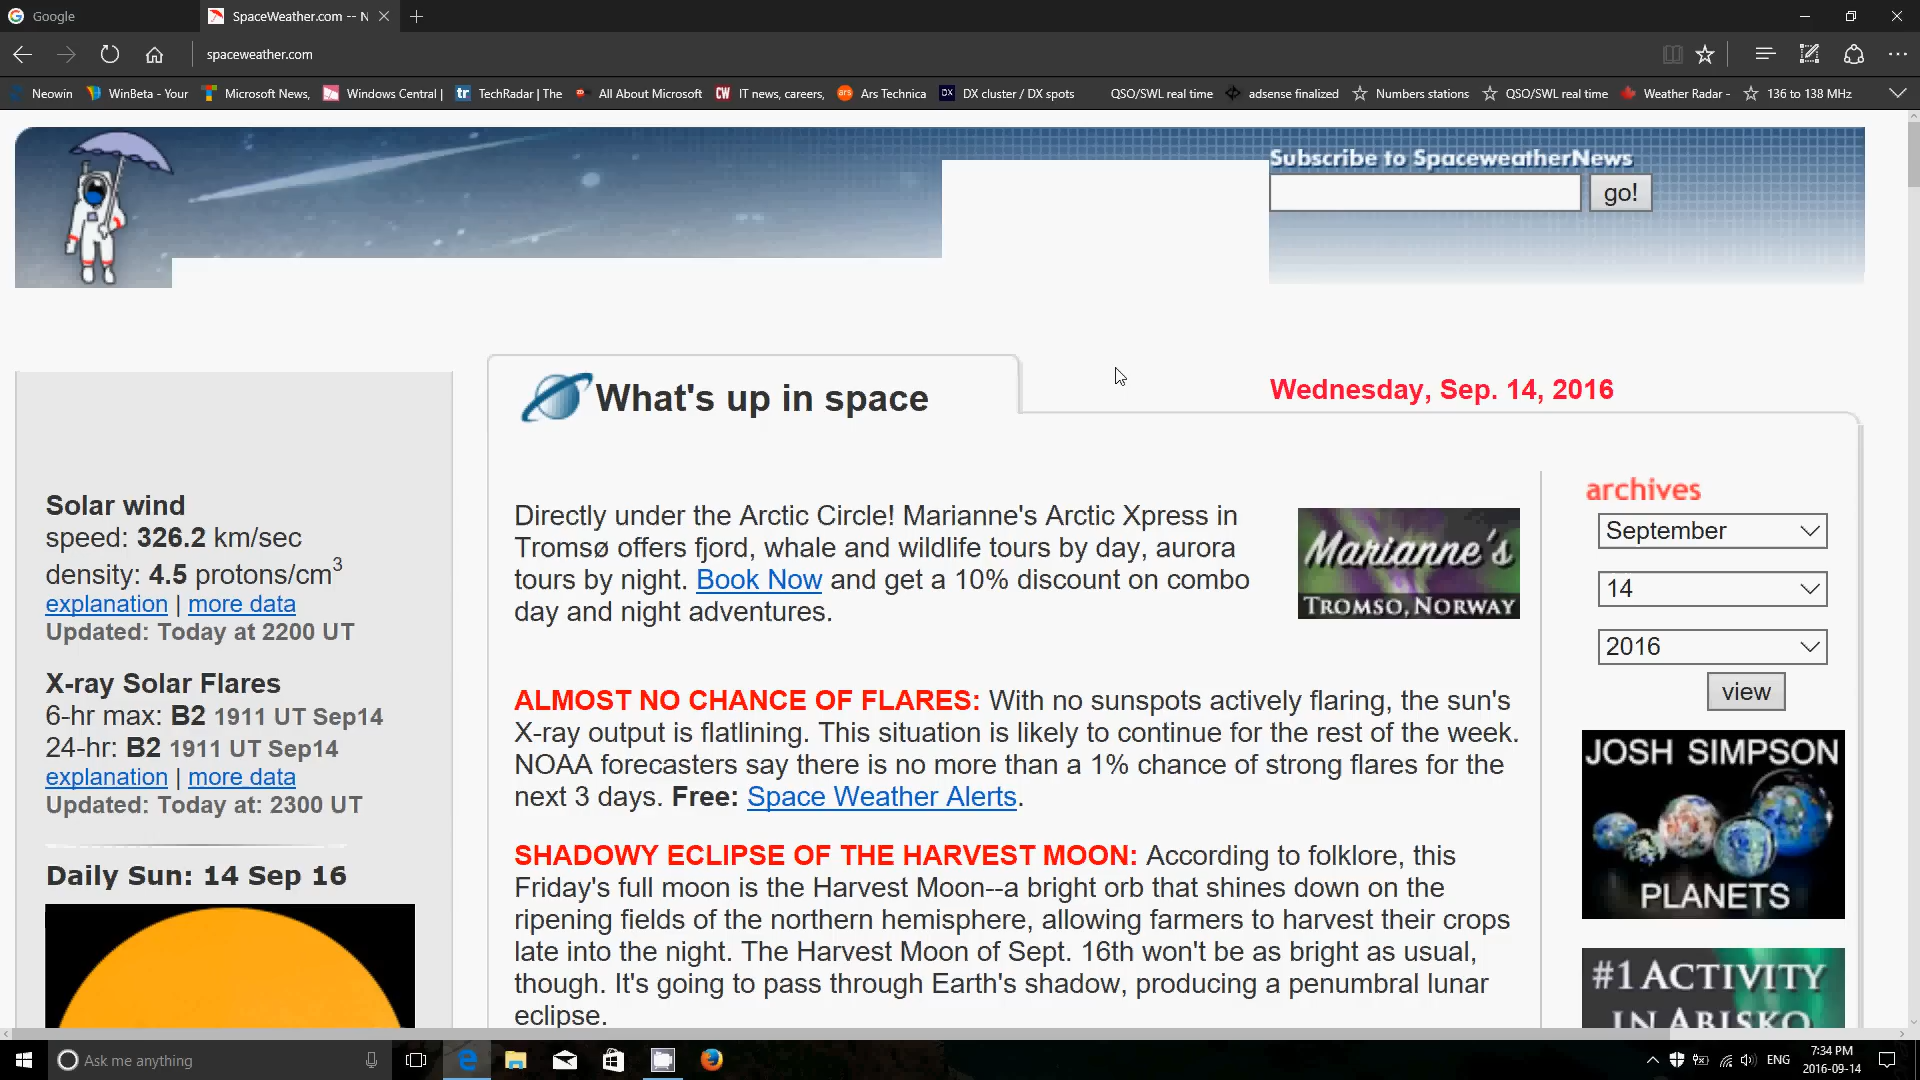 Google
SpaceWeather.com -- N
spaceweather.com
Neowin
WinBeta - Your
Microsoft News,
Windows Central |
tr
TechRadar | The
All About Microsoft
CW
IT news, careers,
ars
Ars Technica
DX
DX cluster / DX spots
QSO/SWL real time
adsense finalized
Numbers stations
QSO/SWL real time
Weather Radar -
136 to 138 MHz
Subscribe to SpaceweatherNews
go!
What's up in space
Wednesday, Sep. 14, 2016
Solar wind
speed: 326.2 km/sec
density: 4.5 protons/cm3
explanation | more data
Updated: Today at 2200 UT
X-ray Solar Flares
6-hr max: B2 1911 UT Sep14
24-hr: B2 1911 UT Sep14
explanation | more data
Updated: Today at: 2300 UT
Daily Sun: 14 Sep 16
Directly under the Arctic Circle! Marianne's Arctic Xpress in
Tromsø offers fjord, whale and wildlife tours by day, aurora
tours by night. Book Now and get a 10% discount on combo
day and night adventures.
Marianne's
TROMSO, NORWAY
ALMOST NO CHANCE OF FLARES: With no sunspots actively flaring, the sun's
X-ray output is flatlining. This situation is likely to continue for the rest of the week.
NOAA forecasters say there is no more than a 1% chance of strong flares for the
next 3 days. Free: Space Weather Alerts.
SHADOWY ECLIPSE OF THE HARVEST MOON: According to folklore, this
Friday's full moon is the Harvest Moon--a bright orb that shines down on the
ripening fields of the northern hemisphere, allowing farmers to harvest their crops
late into the night. The Harvest Moon of Sept. 16th won't be as bright as usual,
though. It's going to pass through Earth's shadow, producing a penumbral lunar
eclipse.
archives
September
14
2016
view
JOSH SIMPSON
PLANETS
#1 ACTIVITY
IN ABISKO
Ask me anything
ENG
7:34 PM
2016-09-14